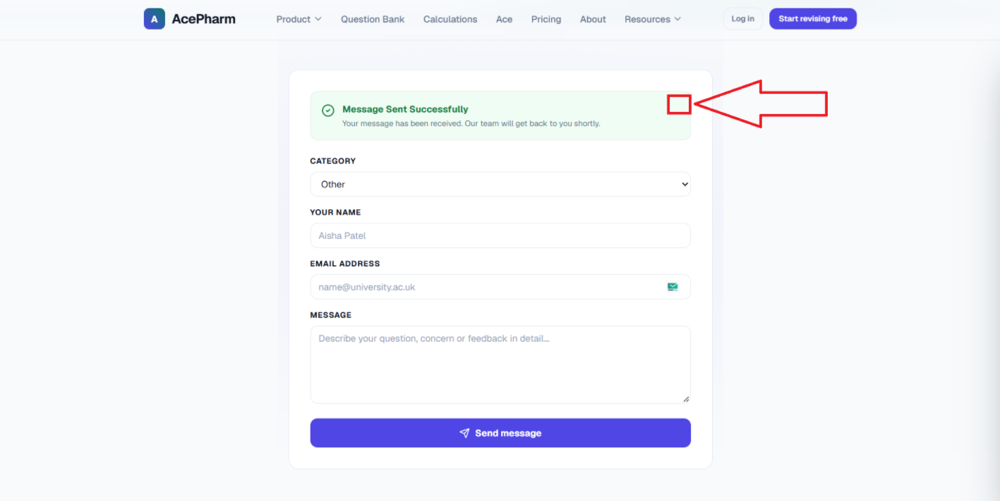 A AcePharm Product Question Bank Calculations Ace Pricing About Resources Log in Start revising free
Message Sent Successfully
Your message has been received. Our team will get back to you shortly.
CATEGORY
Other
YOUR NAME
Aisha Patel
EMAIL ADDRESS
name@university.ac.uk
MESSAGE
Describe your question, concern or feedback in detail...
Send message